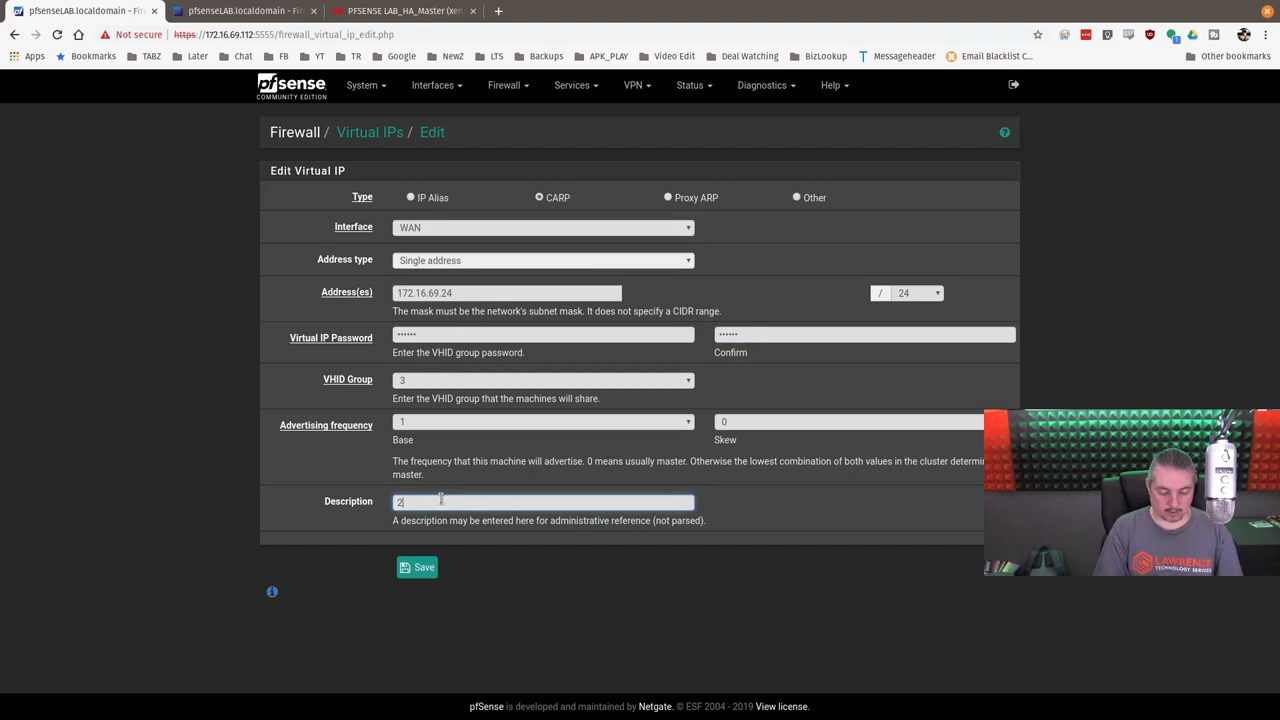 pfsenseLAB.localdomain - Fire
pfsenseLAB.localdomain - Fire
PFSENSE LAB_HA_Master (xen
Not secure
https://172.16.69.112:5555/firewall_virtual_ip_edit.php
Apps
Bookmarks
TABZ
Later
Chat
FB
YT
TR
Google
NewZ
LTS
Backups
APK_PLAY
Video Edit
Deal Watching
BizLookup
Messageheader
Email Blacklist C...
Other bookmarks
pfsense
COMMUNITY EDITION
System
Interfaces
Firewall
Services
VPN
Status
Diagnostics
Help
Firewall / Virtual IPs / Edit
Edit Virtual IP
Type
IP Alias
CARP
Proxy ARP
Other
Interface
WAN
Address type
Single address
Address(es)
172.16.69.24
/
24
The mask must be the network's subnet mask. It does not specify a CIDR range.
Virtual IP Password
••••••
••••••
Enter the VHID group password.
Confirm
VHID Group
3
Enter the VHID group that the machines will share.
Advertising frequency
1
0
Base
Skew
The frequency that this machine will advertise. 0 means usually master. Otherwise the lowest combination of both values in the cluster determin
master.
Description
2
A description may be entered here for administrative reference (not parsed).
Save
LAWRENCE
TECHNOLOGY SERVICES
pfSense is developed and maintained by Netgate. © ESF 2004 - 2019 View license.